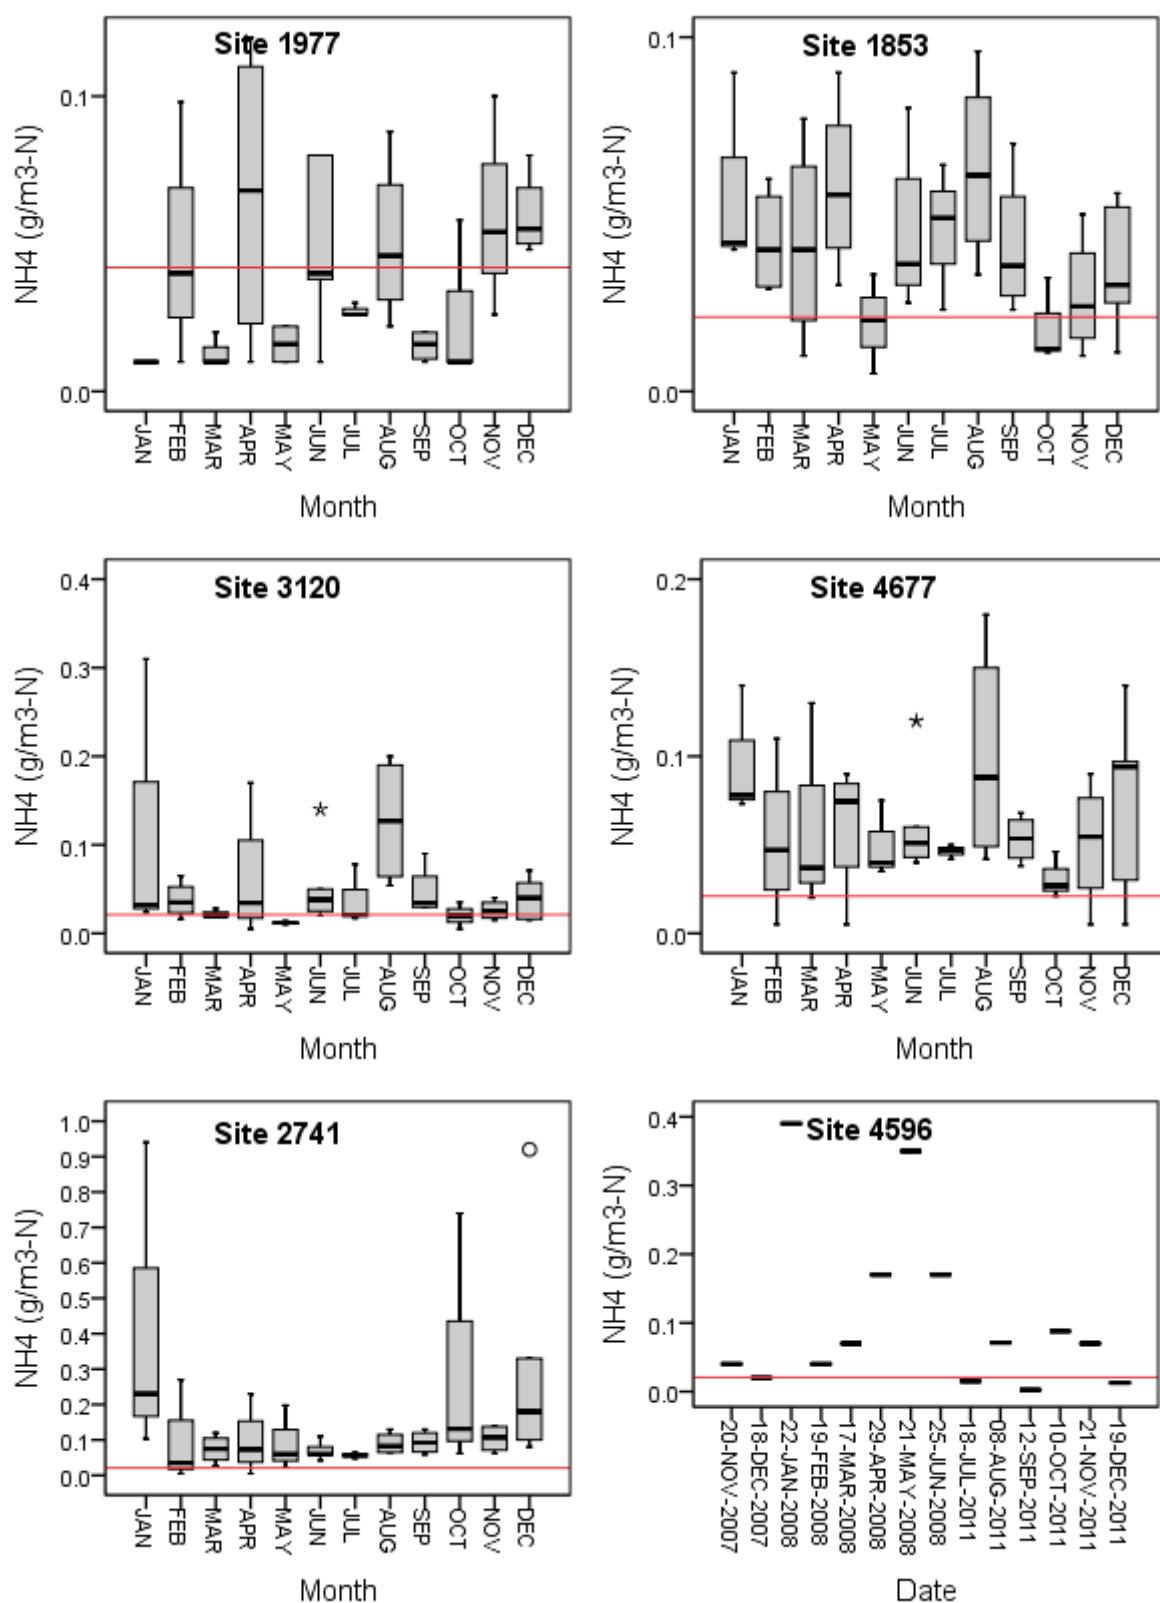 Site 1977
NH4 (g/m3-N)
0.1
0.0
JAN
FEB
MAR
APR
MAY
JUN
JUL
AUG
SEP
OCT
NOV
DEC
Month
Site 1853
NH4 (g/m3-N)
0.1
0.0
JAN
FEB
MAR
APR
MAY
JUN
JUL
AUG
SEP
OCT
NOV
DEC
Month
Site 3120
NH4 (g/m3-N)
0.4
0.3
0.2
0.1
0.0
JAN
FEB
MAR
APR
MAY
JUN
JUL
AUG
SEP
OCT
NOV
DEC
Month
Site 4677
NH4 (g/m3-N)
0.2
0.1
0.0
JAN
FEB
MAR
APR
MAY
JUN
JUL
AUG
SEP
OCT
NOV
DEC
Month
Site 2741
NH4 (g/m3-N)
1.0
0.9
0.8
0.7
0.6
0.5
0.4
0.3
0.2
0.1
0.0
JAN
FEB
MAR
APR
MAY
JUN
JUL
AUG
SEP
OCT
NOV
DEC
Month
Site 4596
NH4 (g/m3-N)
0.4
0.3
0.2
0.1
0.0
20-NOV-2007
18-DEC-2007
22-JAN-2008
19-FEB-2008
17-MAR-2008
29-APR-2008
21-MAY-2008
25-JUN-2008
18-JUL-2011
08-AUG-2011
12-SEP-2011
10-OCT-2011
21-NOV-2011
19-DEC-2011
Date